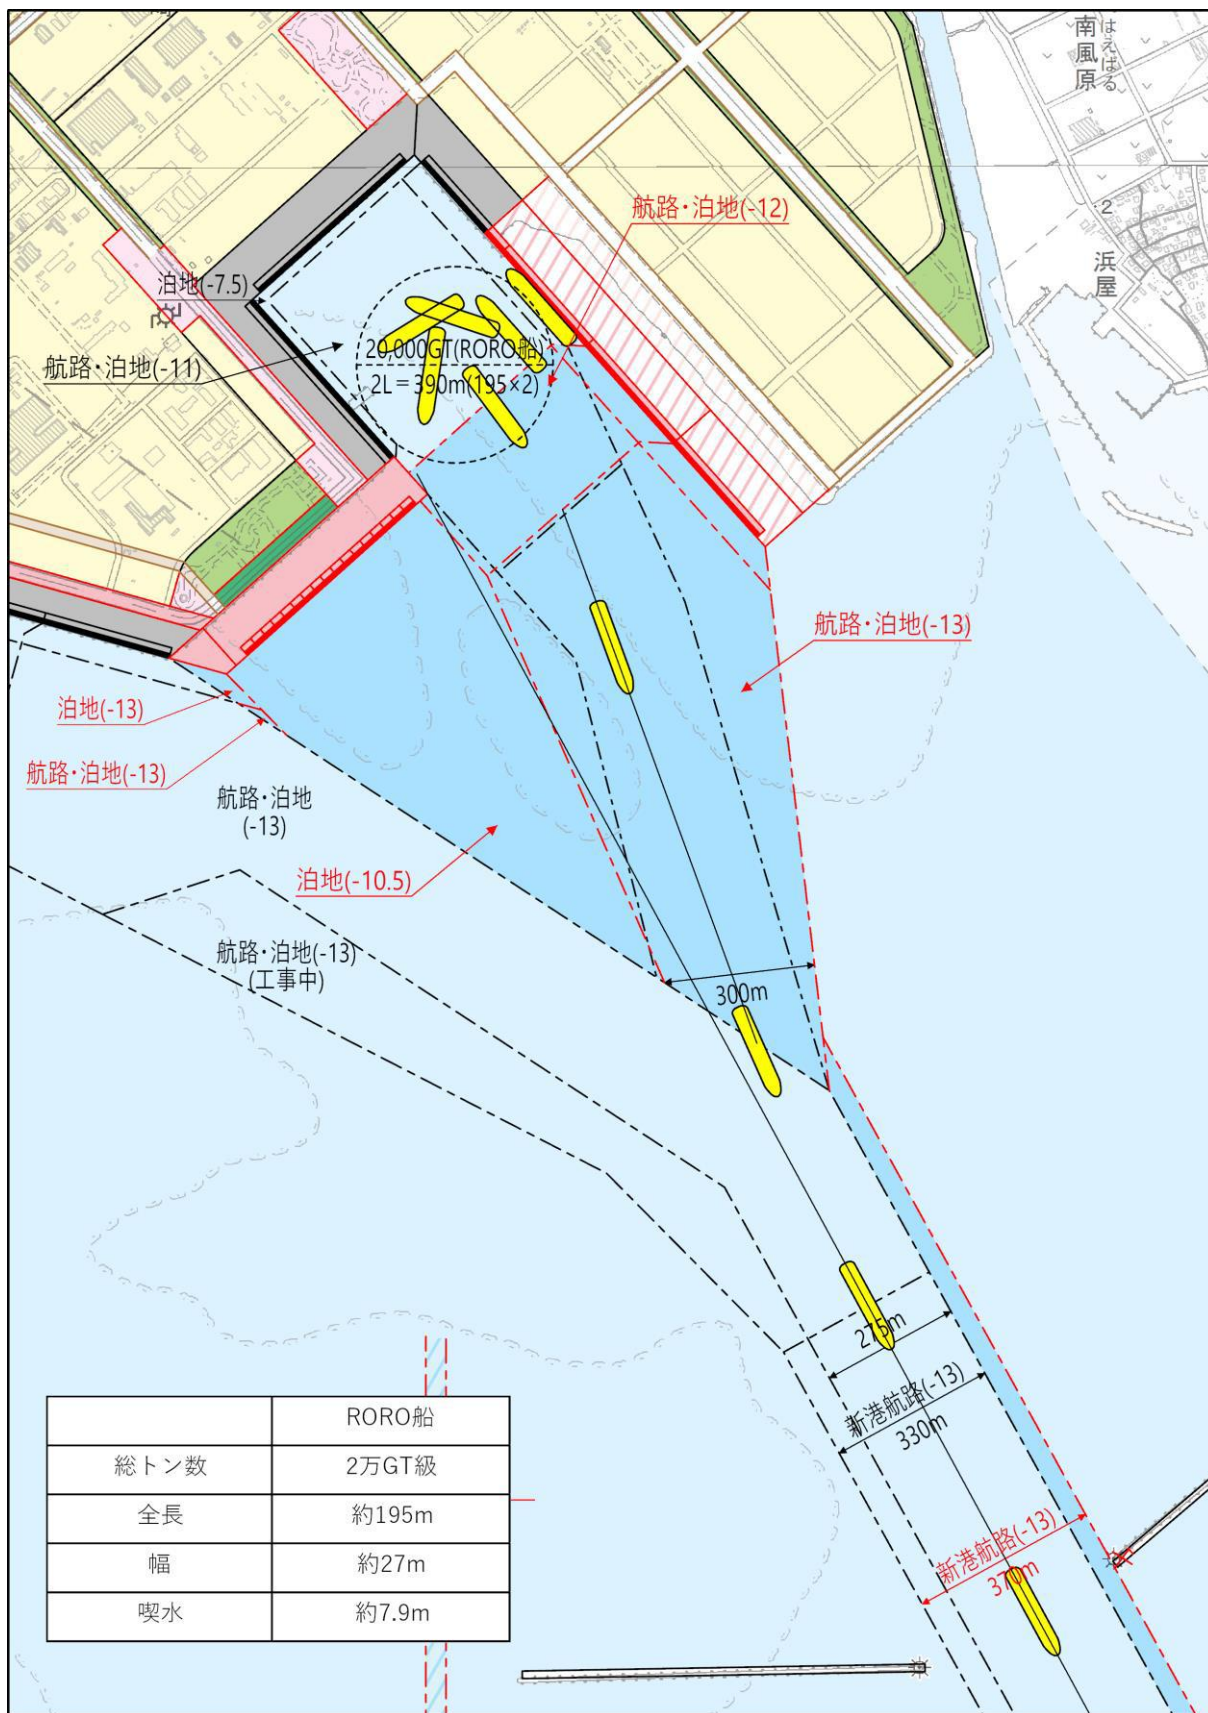 南風原
はえばる
航路・泊地(-12)
2
浜屋
泊地(-7.5)
航路・泊地(-11)
20,000GT(RORO船)
2L＝390m(195×2)
航路・泊地(-13)
泊地(-13)
航路・泊地(-13)
航路・泊地
(-13)
泊地(-10.5)
航路・泊地(-13)
(工事中)
300m
275m
新港航路(-13)
330m
新港航路(-13)
370m
RORO船
総トン数 2万GT級
全長 約195m
幅 約27m
喫水 約7.9m